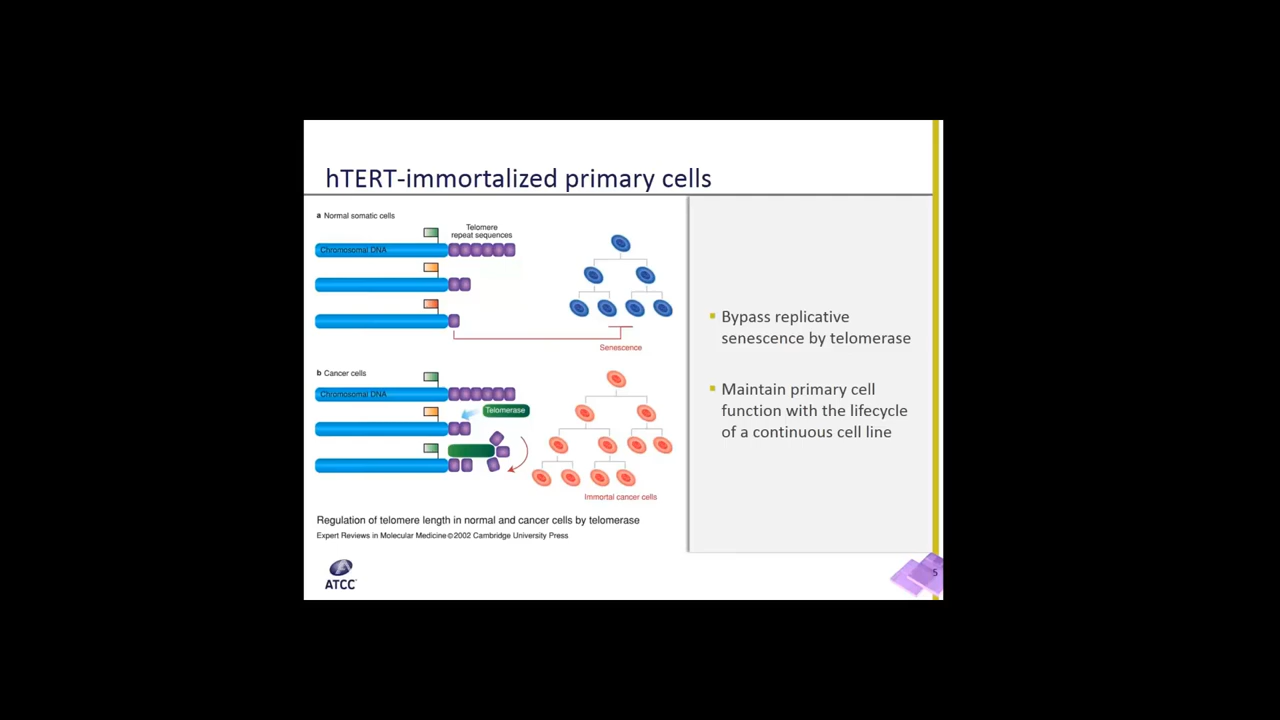 hTERT-immortalized primary cells
a Normal somatic cells
Telomere
repeat sequences
Chromosomal DNA
Senescence
b Cancer cells
Chromosomal DNA
Telomerase
Immortal cancer cells
Regulation of telomere length in normal and cancer cells by telomerase
Expert Reviews in Molecular Medicine©2002 Cambridge University Press
Bypass replicative
senescence by telomerase
Maintain primary cell
function with the lifecycle
of a continuous cell line
ATCC
5